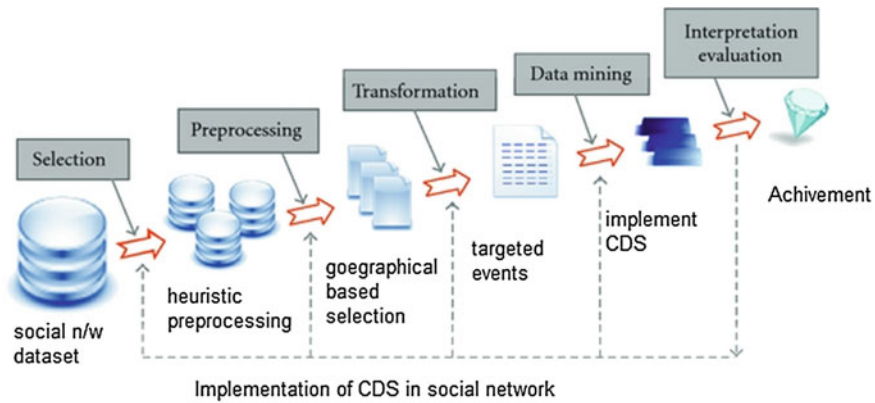 Selection
Preprocessing
Transformation
Data mining
Interpretation
evaluation
social n/w
dataset
heuristic
preprocessing
goegraphical
based
selection
targeted
events
implement
CDS
Achivement
Implementation of CDS in social network